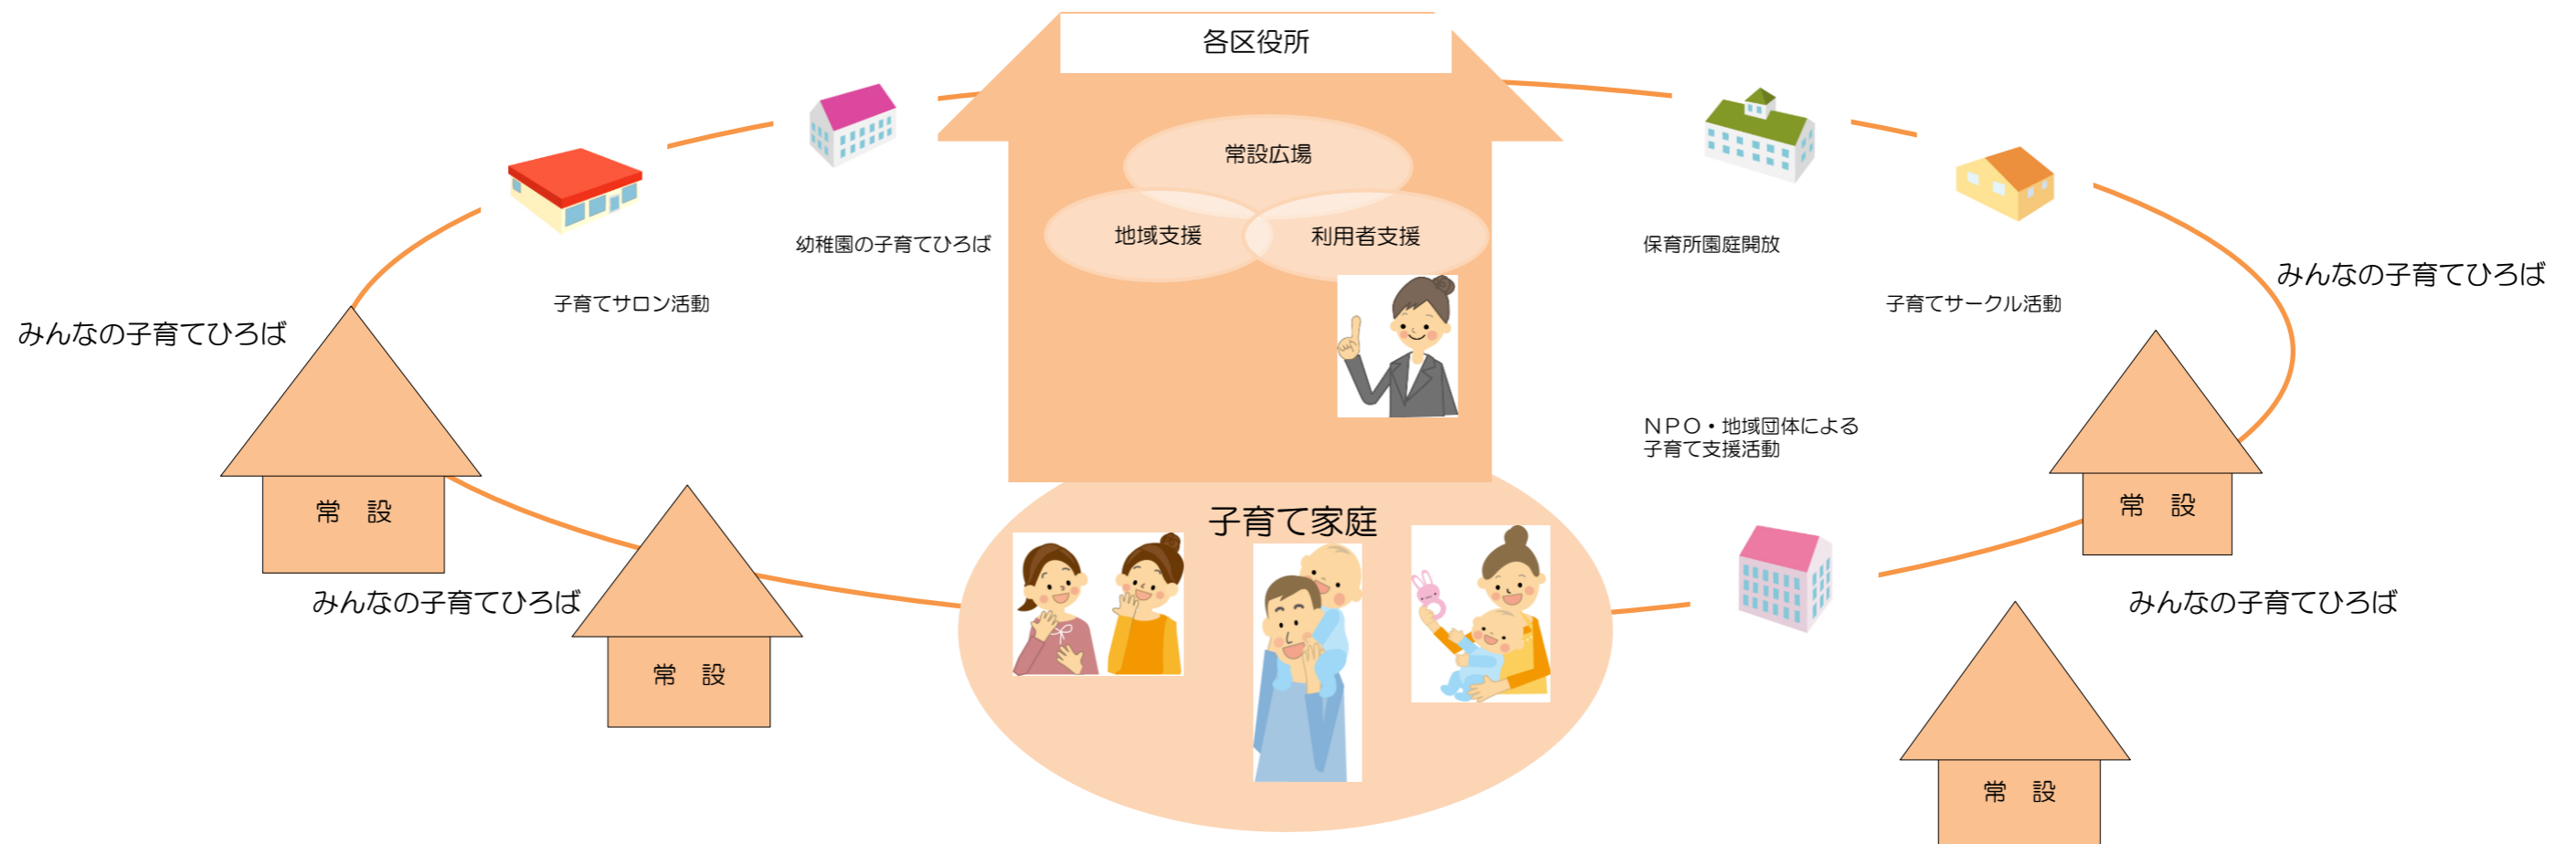 各区役所
常設広場
地域支援
利用者支援
幼稚園の子育てひろば
保育所園庭開放
子育てサロン活動
子育てサークル活動
みんなの子育てひろば
みんなの子育てひろば
ＮＰＯ・地域団体による
子育て支援活動
常　設
常　設
子育て家庭
みんなの子育てひろば
みんなの子育てひろば
常　設
常　設